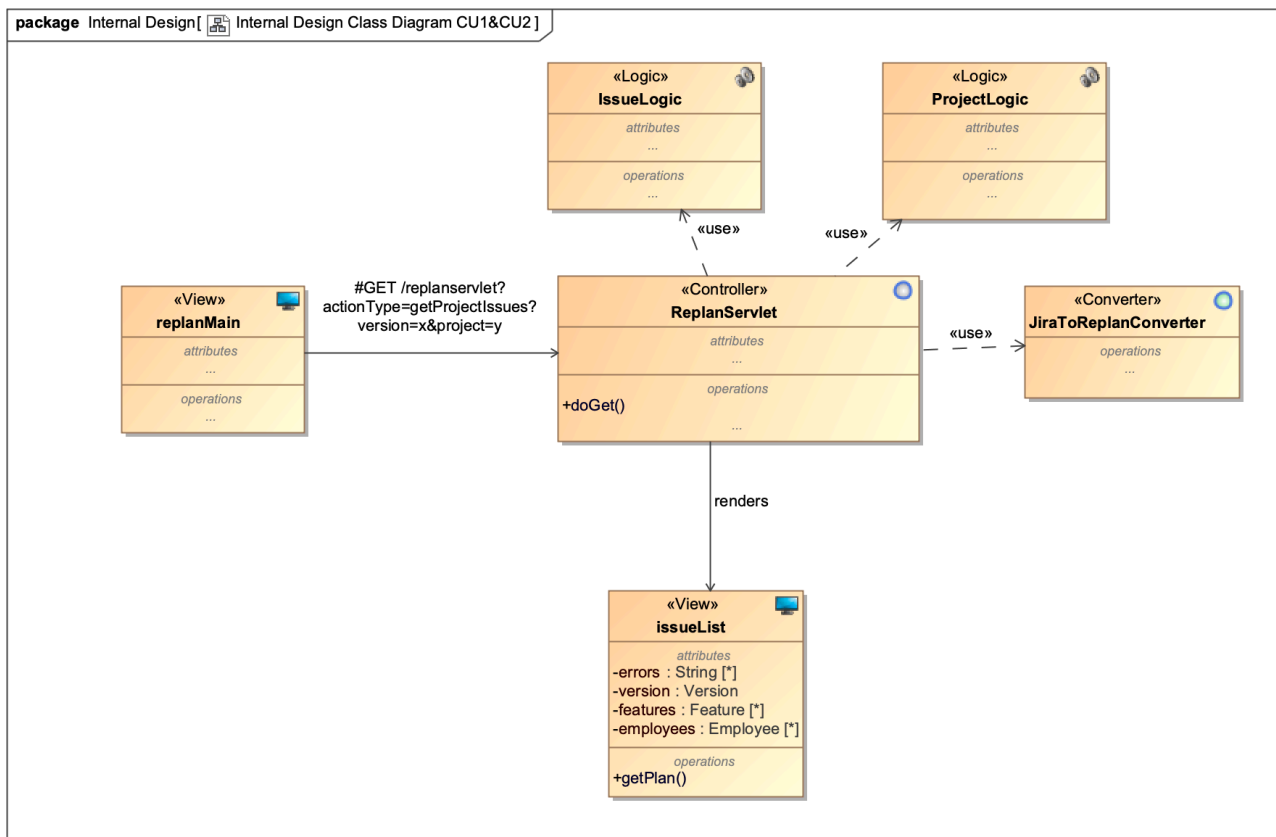 package Internal Design[ Internal Design Class Diagram CU1&CU2 ]
«Logic»
IssueLogic
attributes
...
operations
...
«Logic»
ProjectLogic
attributes
...
operations
...
«use»
«use»
«View»
replanMain
attributes
...
operations
...
#GET /replanservlet?
actionType=getProjectIssues?
version=x&project=y
«Controller»
ReplanServlet
attributes
...
operations
+doGet()
...
«use»
«Converter»
JiraToReplanConverter
operations
...
renders
«View»
issueList
attributes
-errors : String [*]
-version : Version
-features : Feature [*]
-employees : Employee [*]
operations
+getPlan()